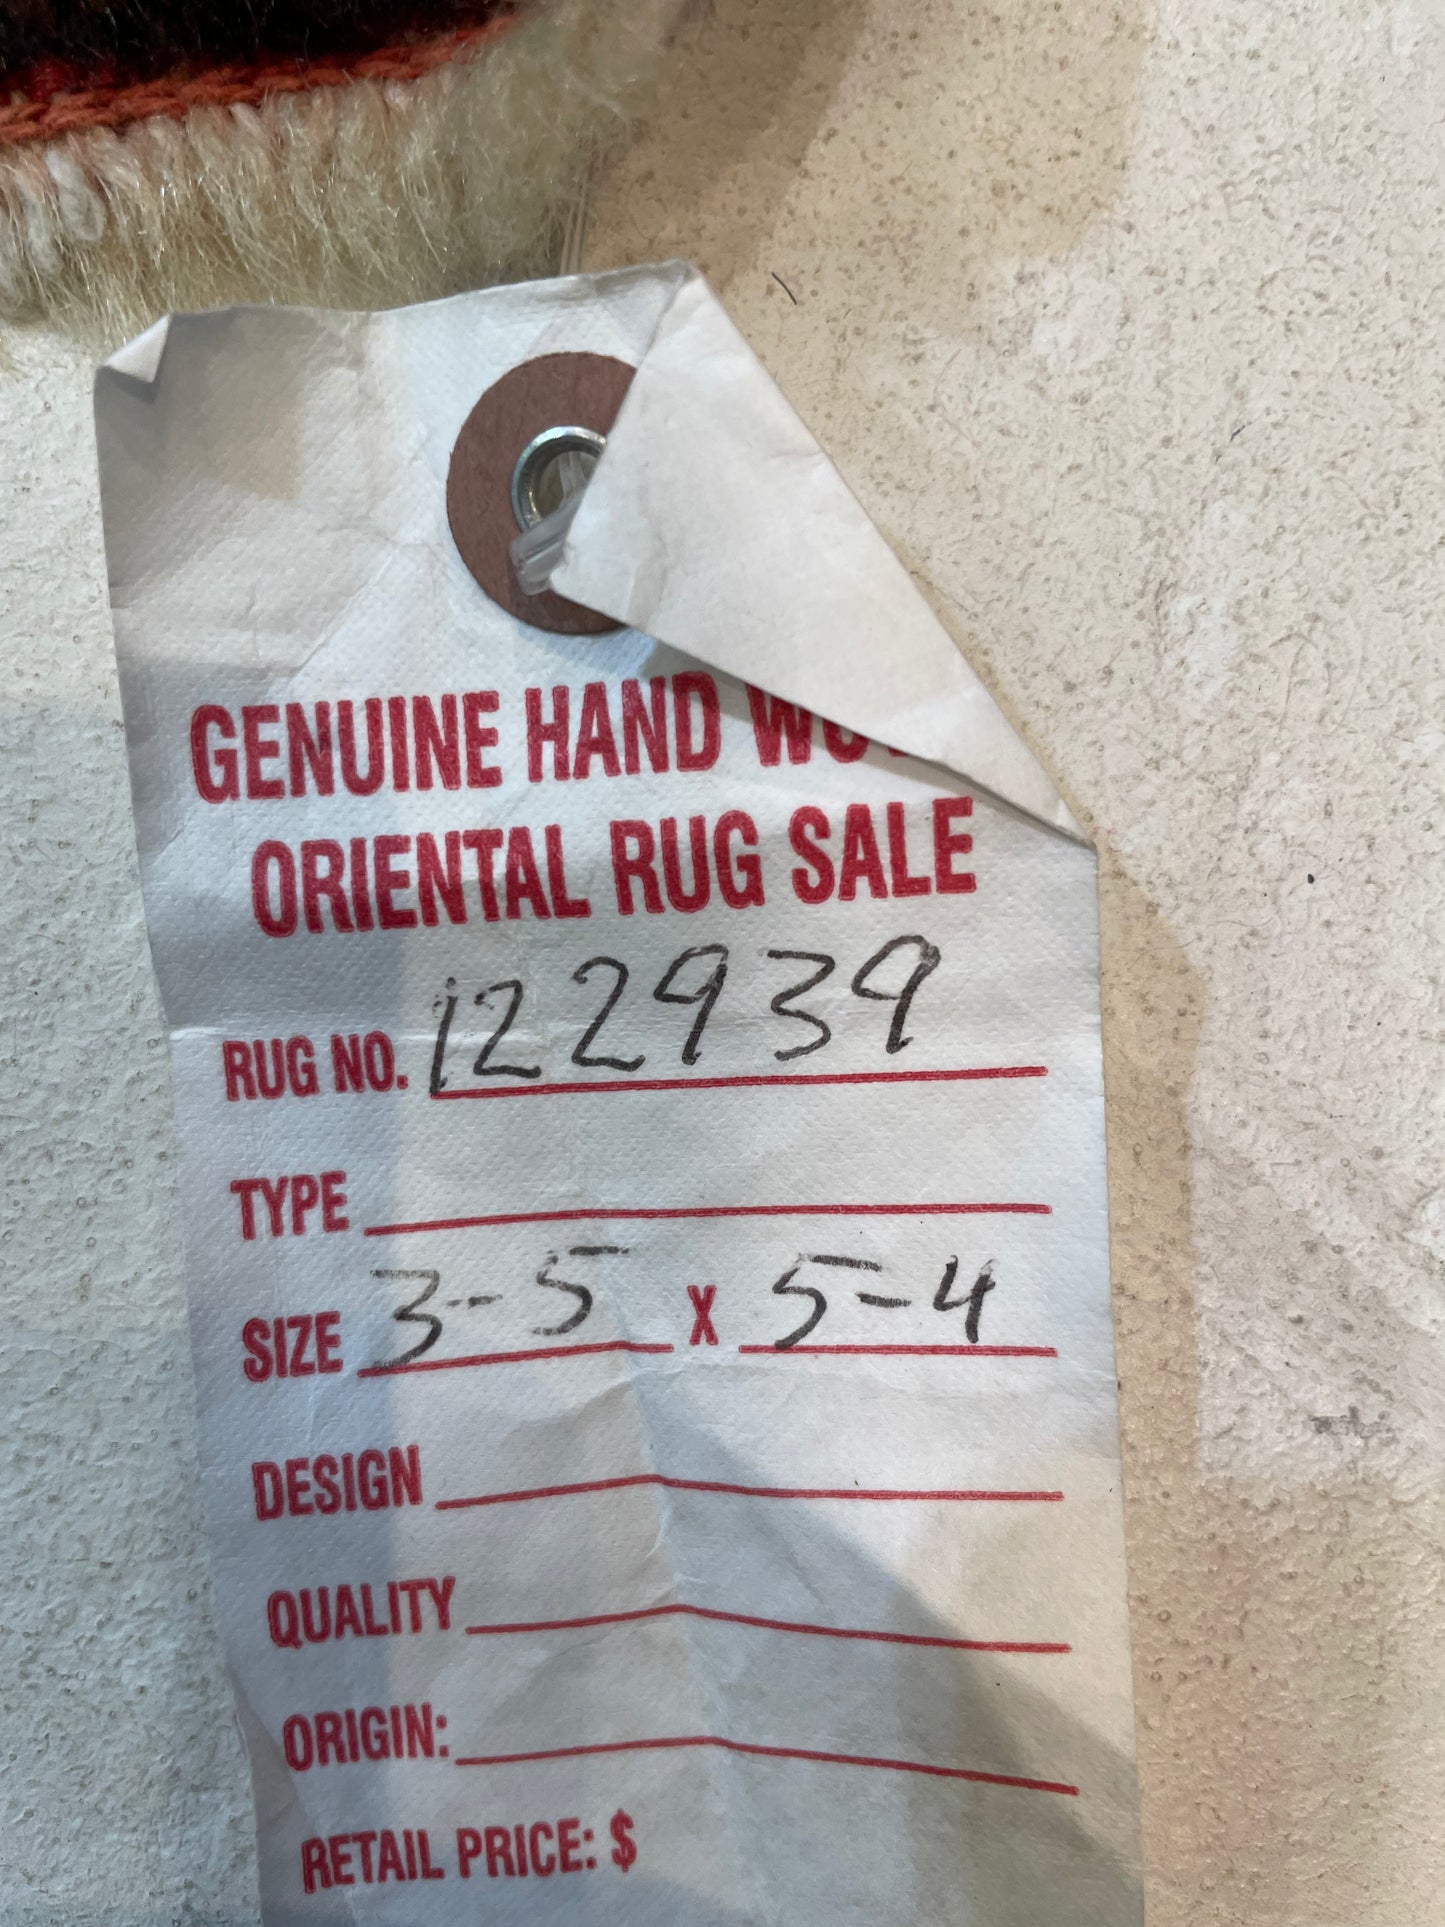 GENUINE HAND
ORIENTAL RUG SALE
RUG NO. 122939
TYPE
SIZE 3-5 X 5-4
DESIGN
QUALITY
ORIGIN:
RETAIL PRICE: $